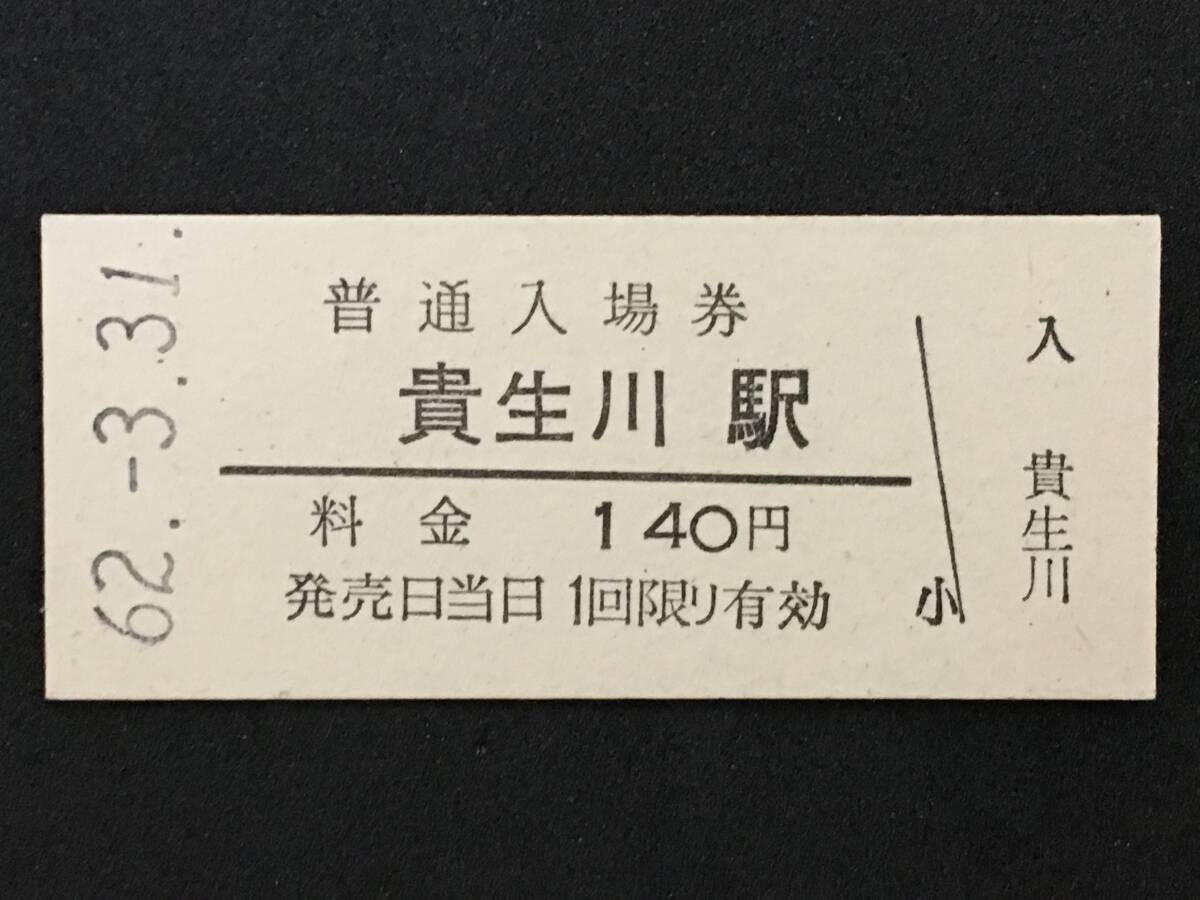 62.-3.31.
普通入場券
貴生川駅
料金 140円
発売日当日1回限り有効
小
入
貴生川